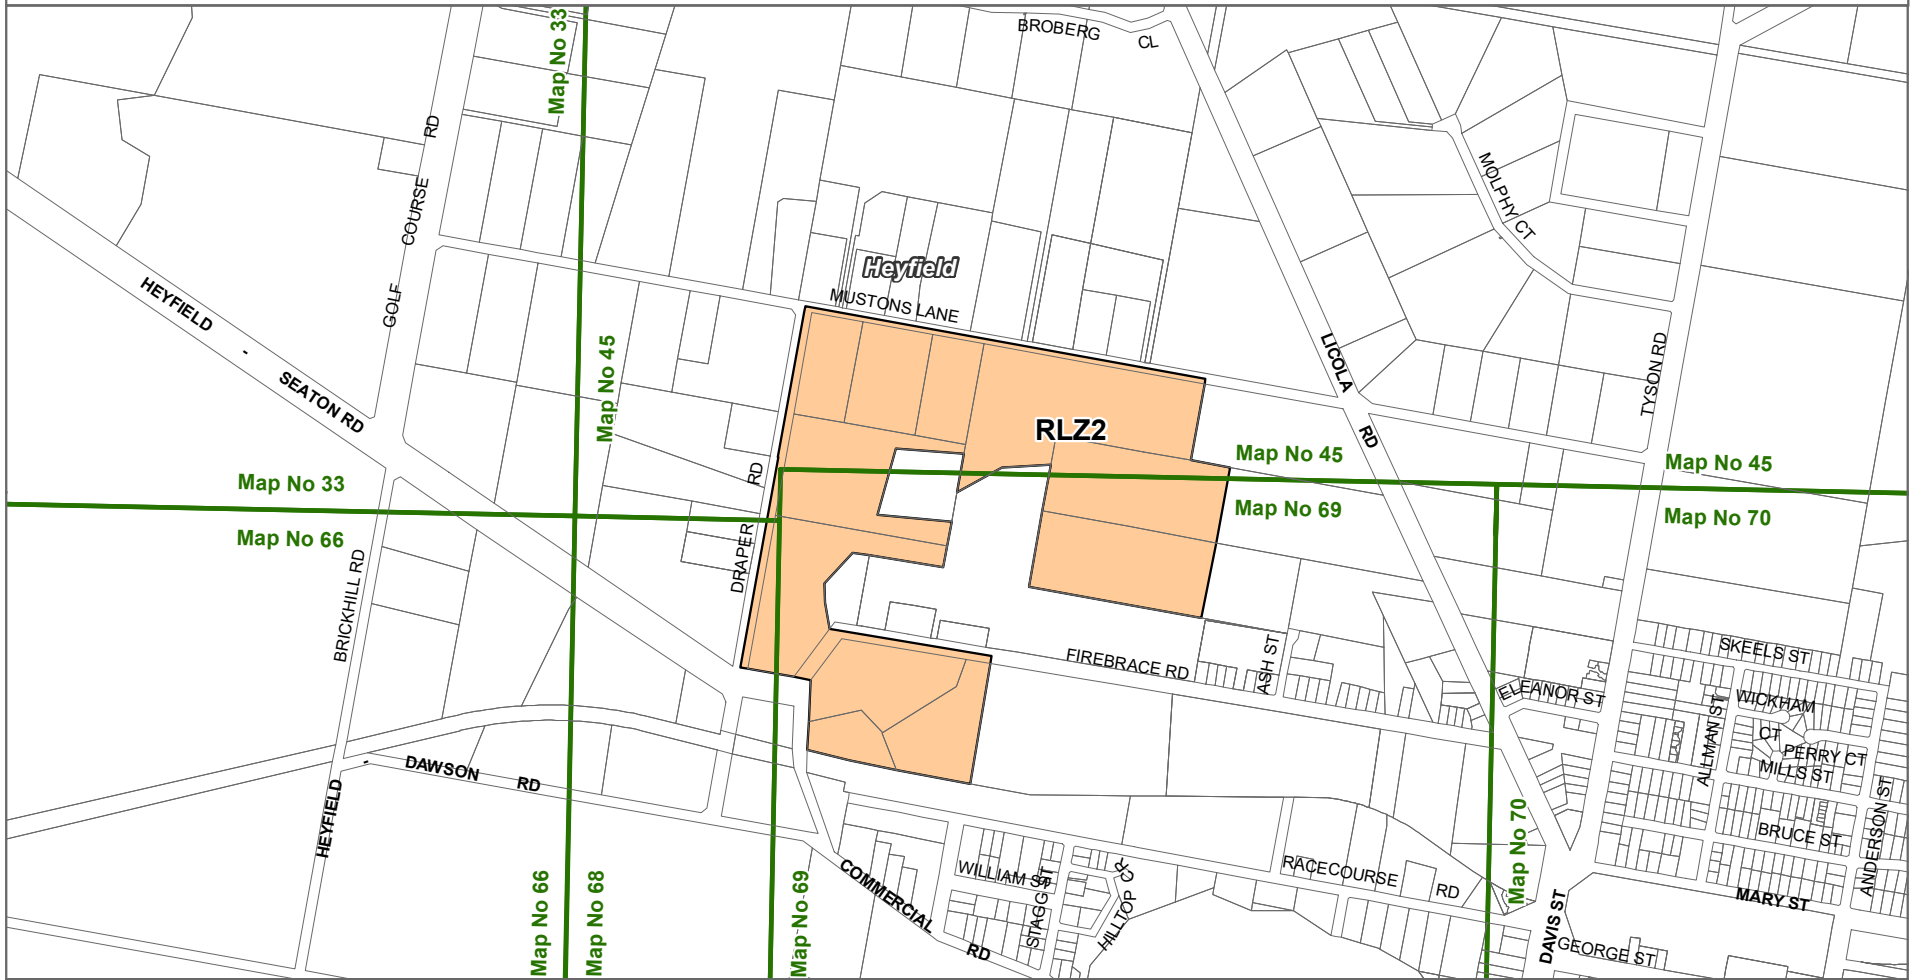 BROBERG
CL
Map No 33
GOLF COURSE RD
MOLPHY CT
Heyfield
MUSTONS LANE
HEYFIELD - SEATON RD
LICOLA RD
TYSON RD
Map No 45
RLZ2
Map No 45
Map No 45
Map No 33
Map No 66
Map No 69
Map No 70
DRAPER RD
BRICKHILL RD
FIREBRACE RD
ASH ST
SKEELS ST
ELEANOR ST
WICKHAM
CT
ALLMAN ST
PERRY CT
MILLS ST
BRUCE ST
ANDERSON ST
HEYFIELD - DAWSON RD
COMMERCIAL RD
WILLIAM ST
STAGG ST
HILLTOP CR
RACECOURSE RD
Map No 70
MARY ST
DAVIS ST
GEORGE ST
Map No 66
Map No 68
Map No 69